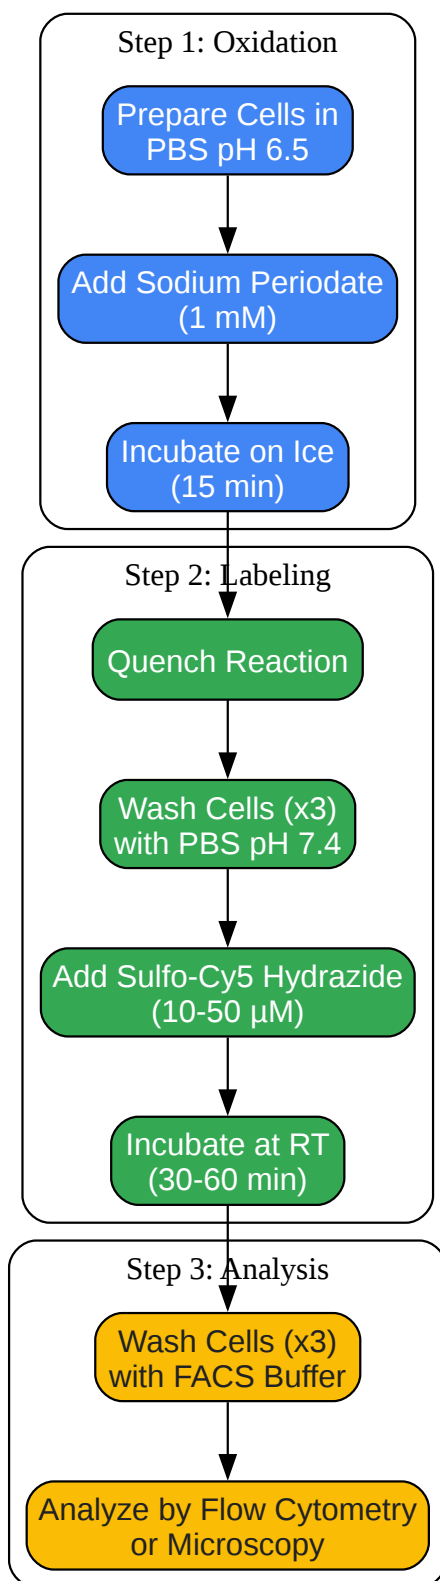 Step 1: Oxidation
Prepare Cells in
PBS pH 6.5
Add Sodium Periodate
(1 mM)
Incubate on Ice
(15 min)
Step 2: Labeling
Quench Reaction
Wash Cells (x3)
with PBS pH 7.4
Add Sulfo-Cy5 Hydrazide
(10-50 µM)
Incubate at RT
(30-60 min)
Step 3: Analysis
Wash Cells (x3)
with FACS Buffer
Analyze by Flow Cytometry
or Microscopy